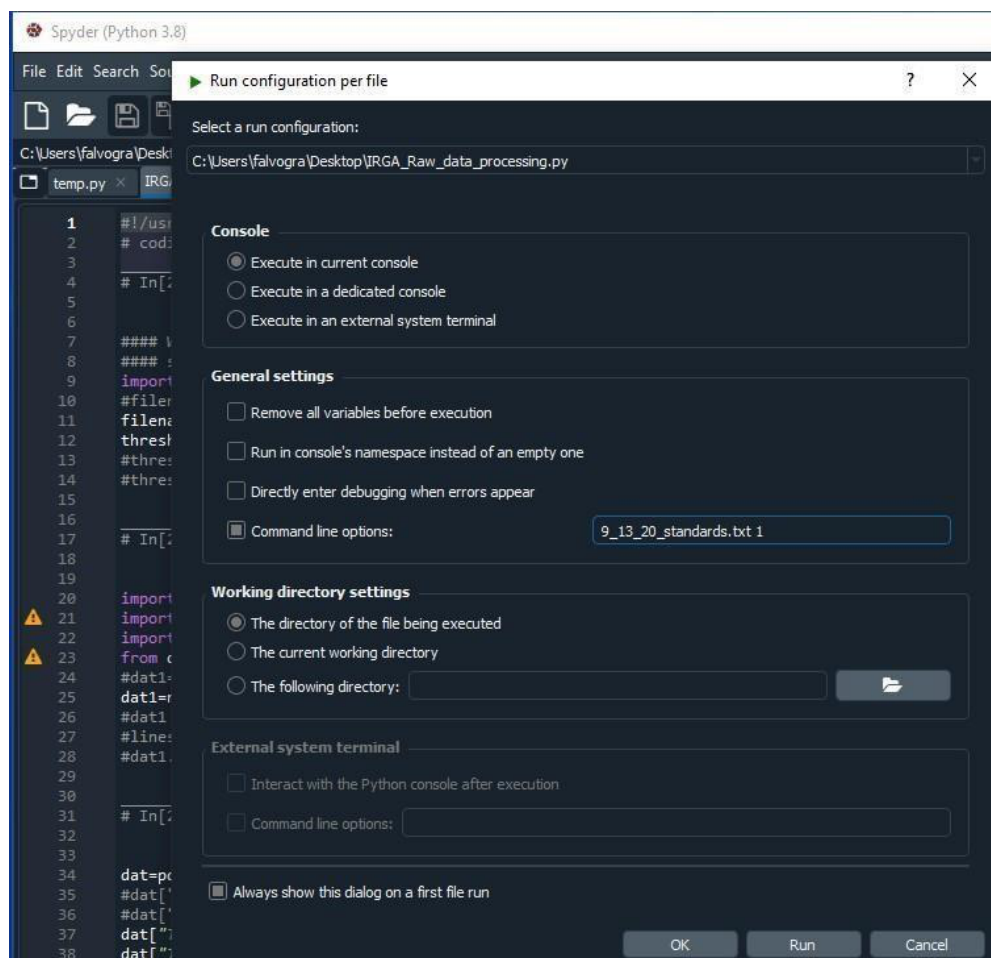 Spyder (Python 3.8)
File Edit Search Sou
Run configuration per file ? ×
Select a run configuration:
C:\Users\falvogra\Deskt
C:\Users\falvogra\Desktop\IRGA_Raw_data_processing.py
temp.py × IRG
1 #!/usr
2 # codi
3
4 # In[2
5
6
7 #### W
8 #### s
9 import
10 #filen
11 filena
12 thresh
13 #thres
14 #thres
15
16
17 # In[2
18
19
20 import
21 import
22 import
23 from d
24 #dat1=
25 dat1=r
26 #dat1
27 #lines
28 #dat1.
29
30
31 # In[2
32
33
34 dat=pd
35 #dat['
36 #dat['
37 dat["T
38 dat["T
Console
Execute in current console
Execute in a dedicated console
Execute in an external system terminal
General settings
Remove all variables before execution
Run in console's namespace instead of an empty one
Directly enter debugging when errors appear
Command line options: 9_13_20_standards.txt 1
Working directory settings
The directory of the file being executed
The current working directory
The following directory:
External system terminal
Interact with the Python console after execution
Command line options:
Always show this dialog on a first file run
OK Run Cancel